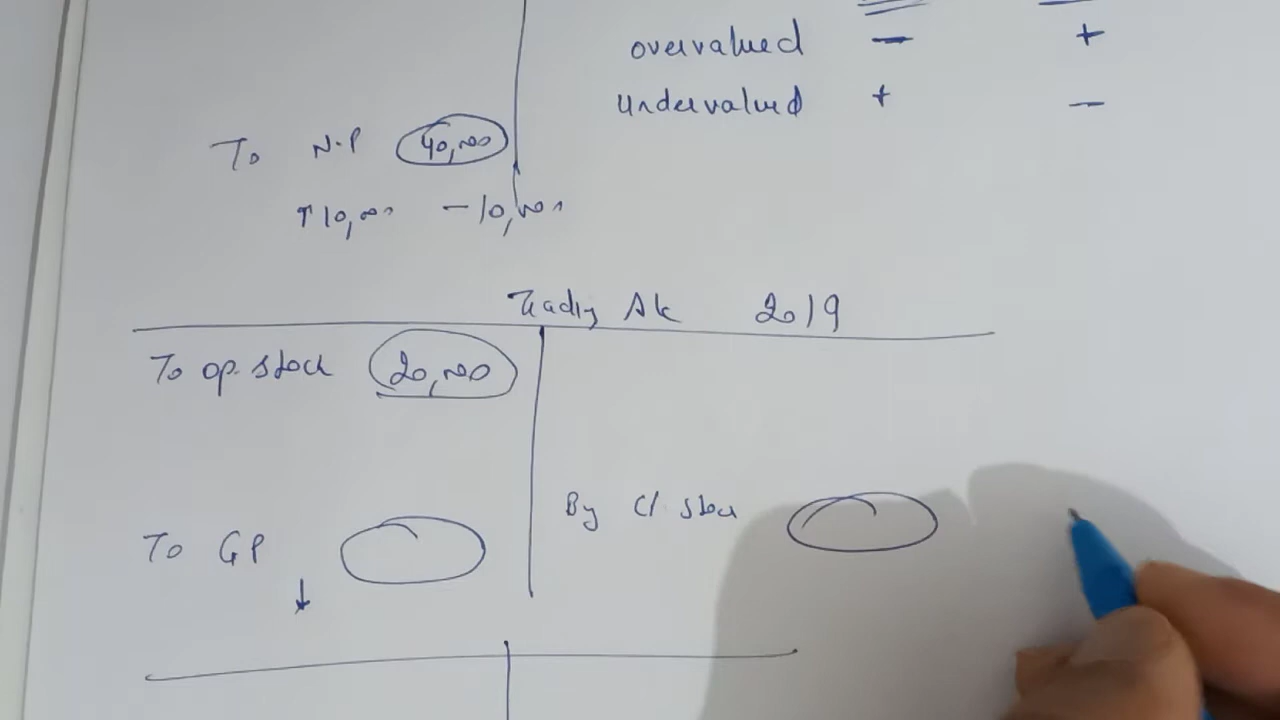 overvalued — +
Undervalued + —
To N.P 40,000
↑10,000 — 10,000
Trading A/c 2019
To op. stock 20,000
By Cl stock
To GP
↓